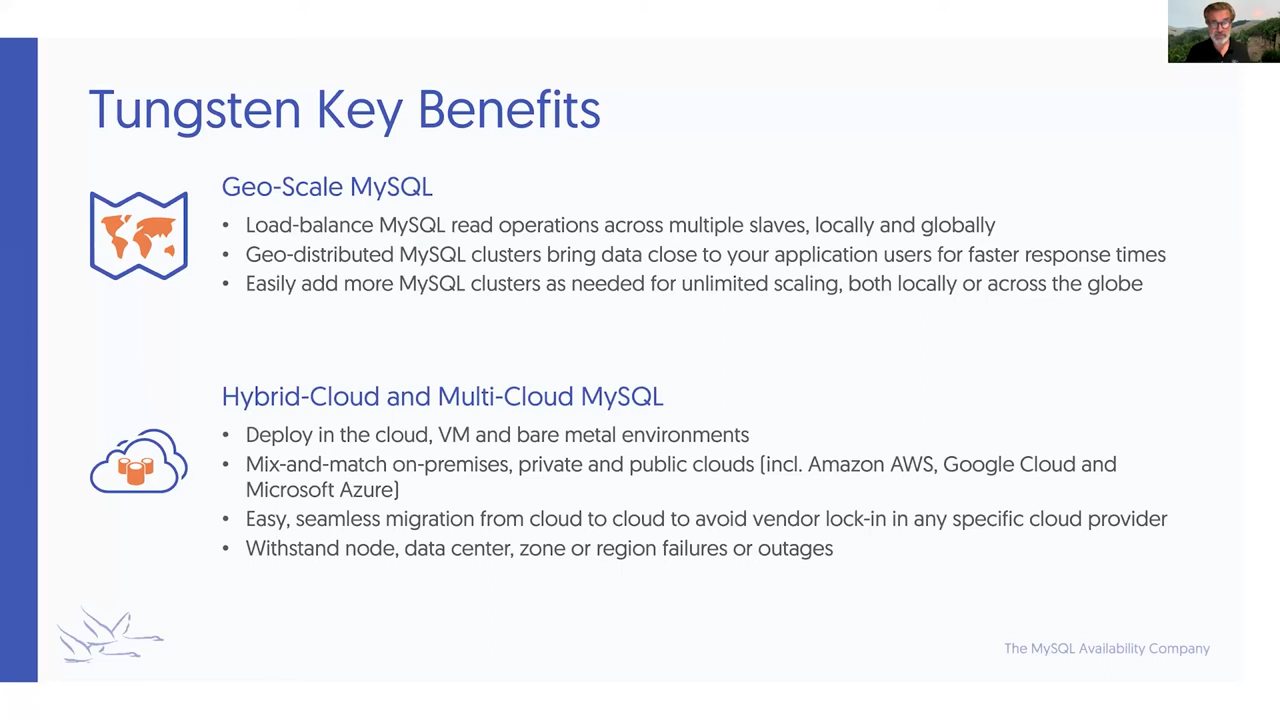 Tungsten Key Benefits
Geo-Scale MySQL
• Load-balance MySQL read operations across multiple slaves, locally and globally
• Geo-distributed MySQL clusters bring data close to your application users for faster response times
• Easily add more MySQL clusters as needed for unlimited scaling, both locally or across the globe
Hybrid-Cloud and Multi-Cloud MySQL
• Deploy in the cloud, VM and bare metal environments
• Mix-and-match on-premises, private and public clouds (incl. Amazon AWS, Google Cloud and
Microsoft Azure)
• Easy, seamless migration from cloud to cloud to avoid vendor lock-in in any specific cloud provider
• Withstand node, data center, zone or region failures or outages
The MySQL Availability Company